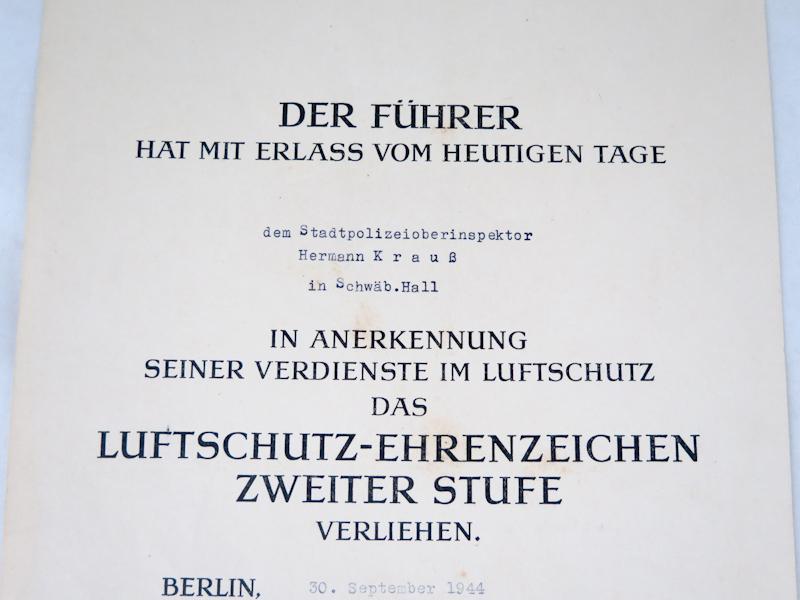 DER FÜHRER
HAT MIT ERLASS VOM HEUTIGEN TAGE
dem Stadtpolizeioberinspektor
Hermann K r a u ß
in Schwäb.Hall
IN ANERKENNUNG
SEINER VERDIENSTE IM LUFTSCHUTZ
DAS
LUFTSCHUTZ-EHRENZEICHEN
ZWEITER STUFE
VERLIEHEN.
BERLIN, 30. September 1944